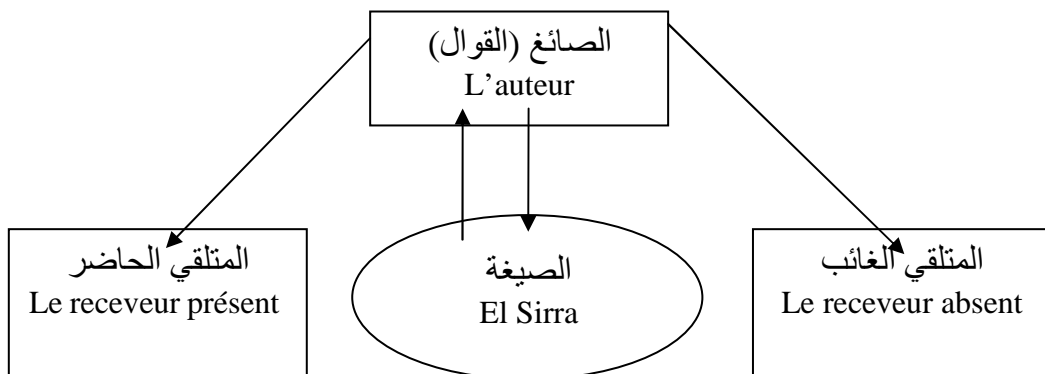 الصائغ (القوال)
L’auteur
المتلقي الحاضر
Le receveur présent
الصيغة
El Sirra
المتلقي الغائب
Le receveur absent